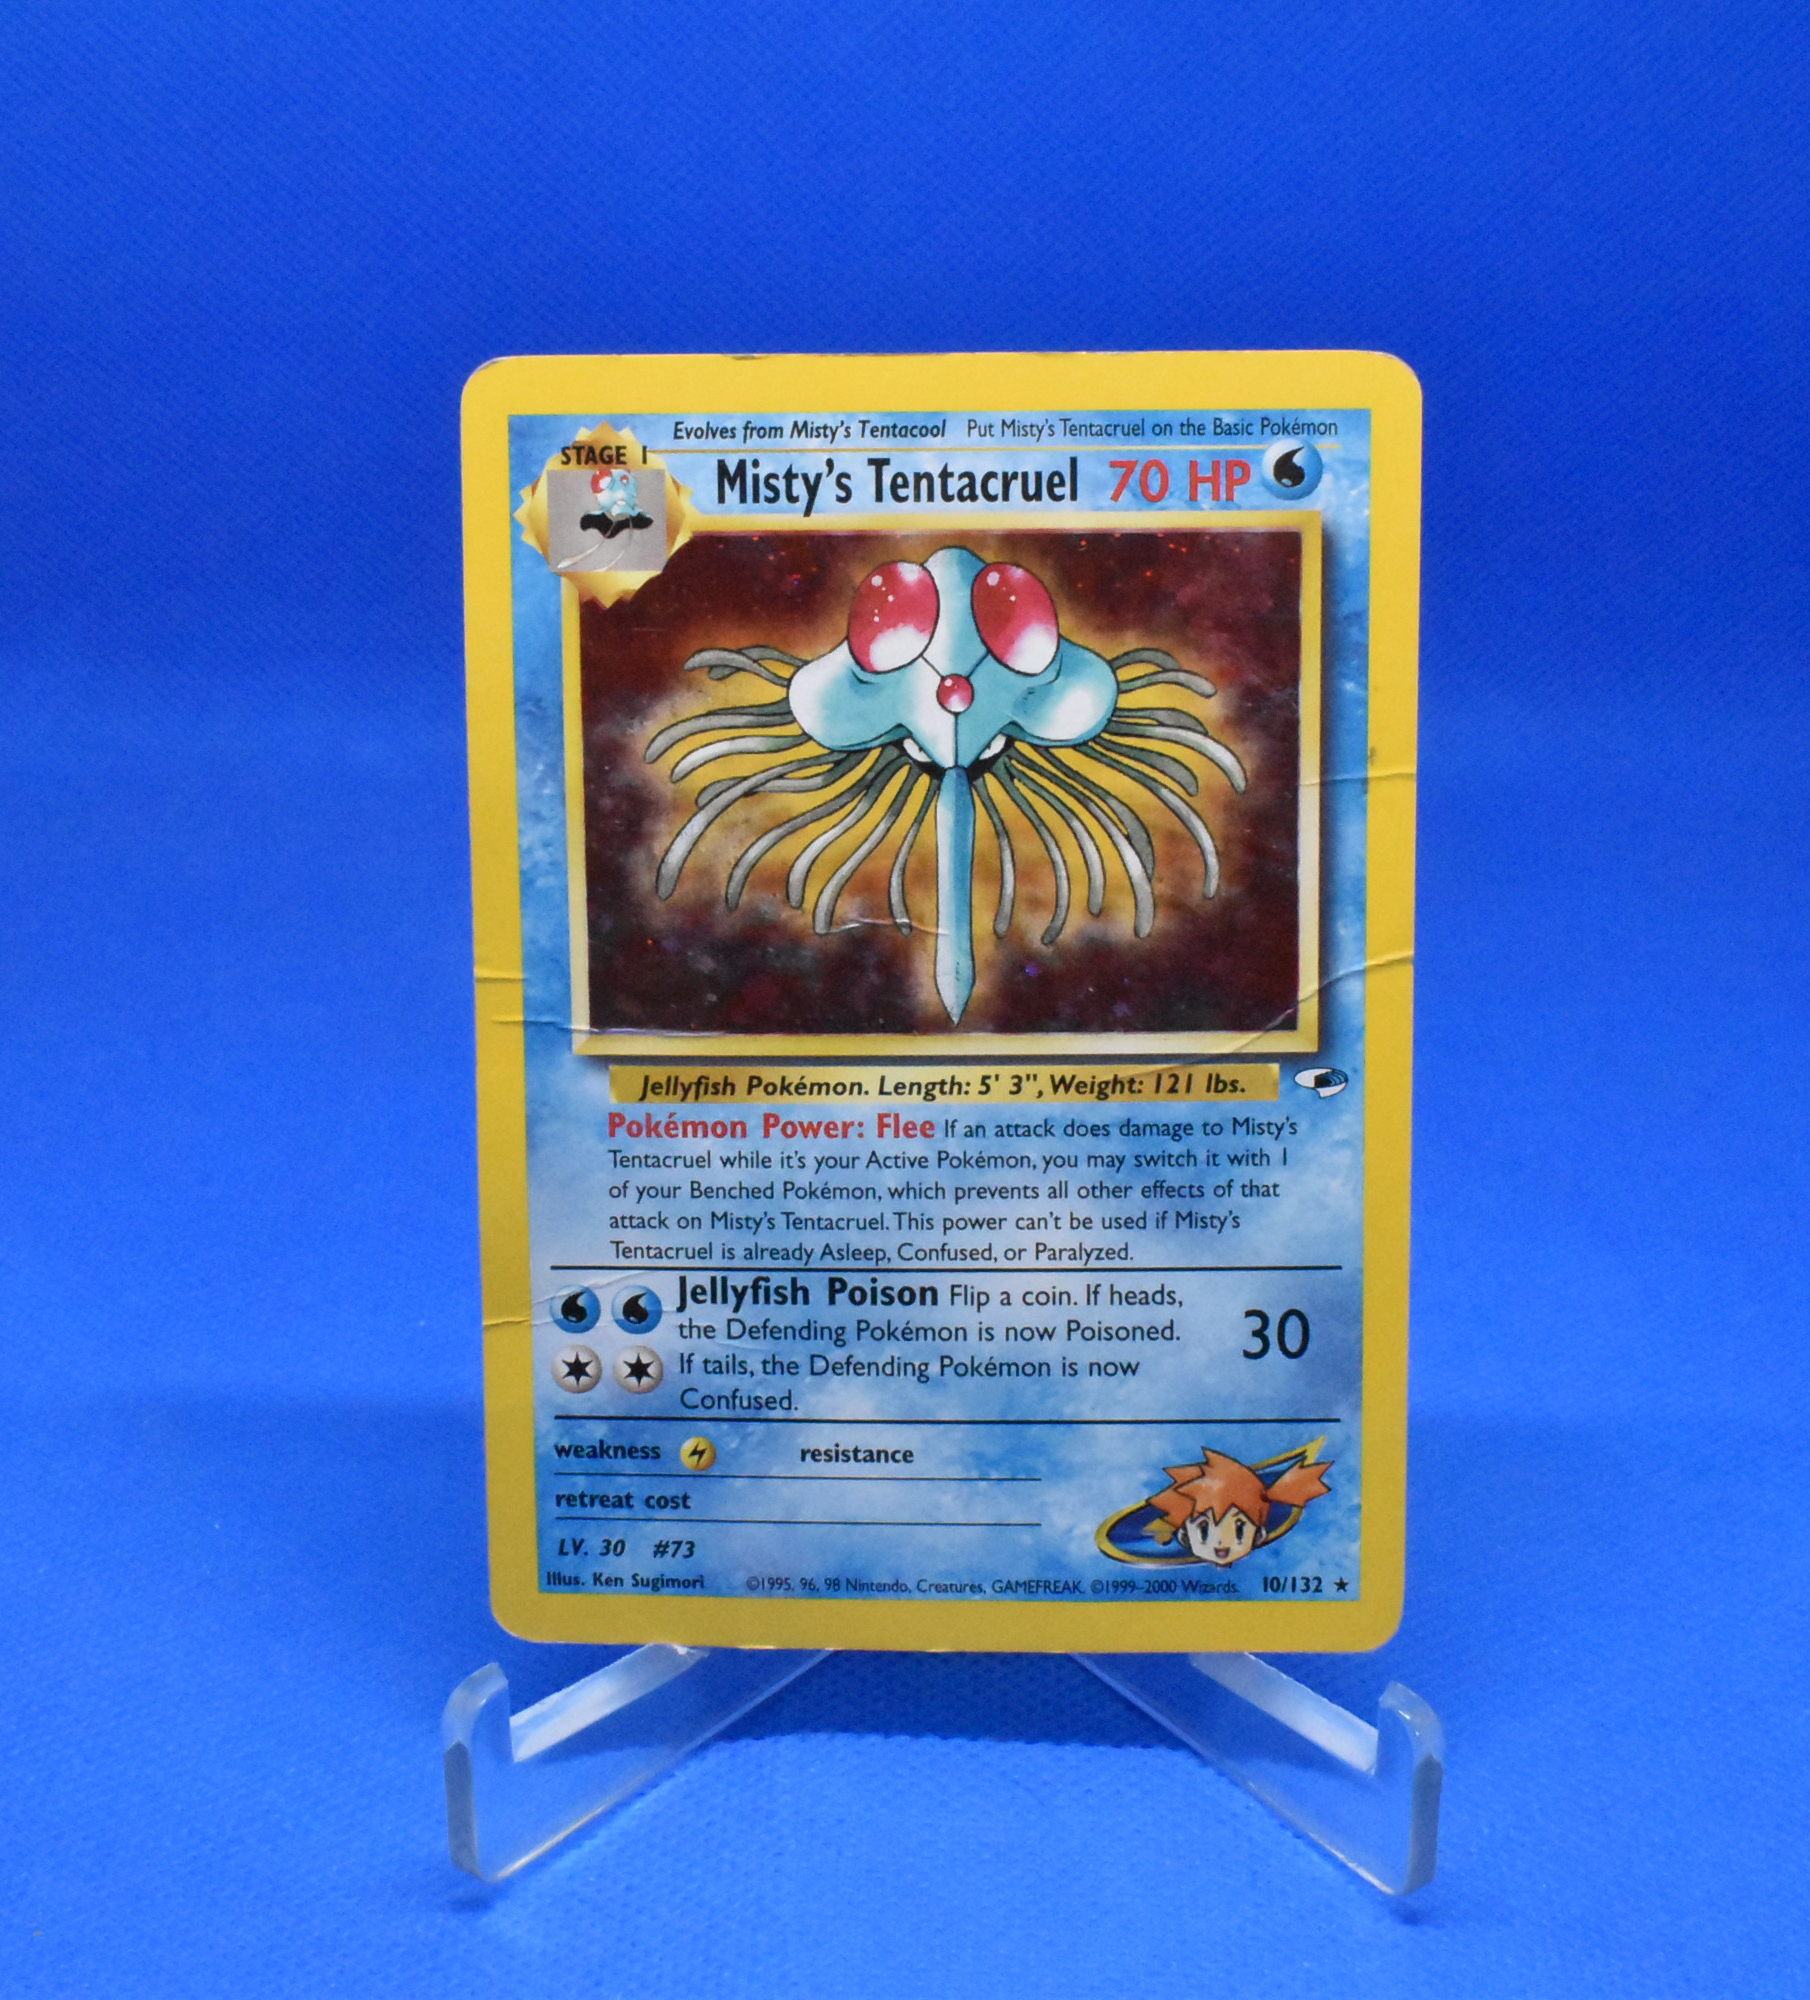 Evolves from Misty's Tentacool Put Misty's Tentacruel on the Basic Pokémon
STAGE 1
Misty's Tentacruel 70 HP
Jellyfish Pokémon. Length: 5' 3", Weight: 121 lbs.
Pokémon Power: Flee If an attack does damage to Misty's
Tentacruel while it's your Active Pokémon, you may switch it with 1
of your Benched Pokémon, which prevents all other effects of that
attack on Misty's Tentacruel. This power can't be used if Misty's
Tentacruel is already Asleep, Confused, or Paralyzed.
Jellyfish Poison Flip a coin. If heads,
the Defending Pokémon is now Poisoned.
If tails, the Defending Pokémon is now
Confused.
30
weakness resistance
retreat cost
LV. 30 #73
Illus. Ken Sugimori ©1995, 96, 98 Nintendo, Creatures, GAMEFREAK. ©1999–2000 Wizards. 10/132 ★